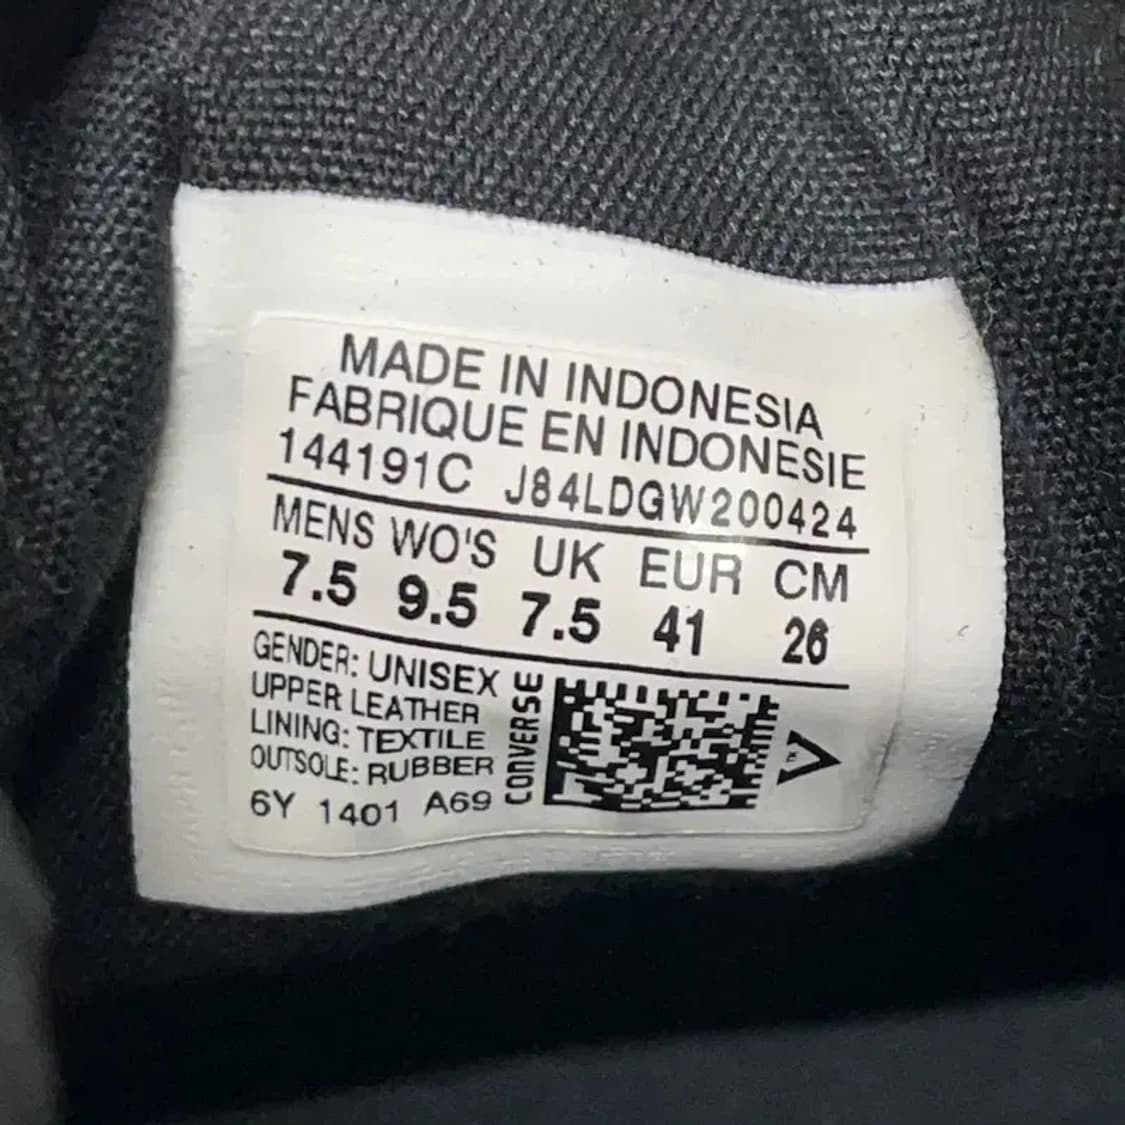 MADE IN INDONESIA
FABRIQUE EN INDONESIE
144191C J84LDGW200424
MENS WO'S UK EUR CM
7.5 9.5 7.5 41 26
GENDER: UNISEX
UPPER LEATHER
LINING: TEXTILE
OUTSOLE: RUBBER
6Y 1401 A69
CONVERSE
TM